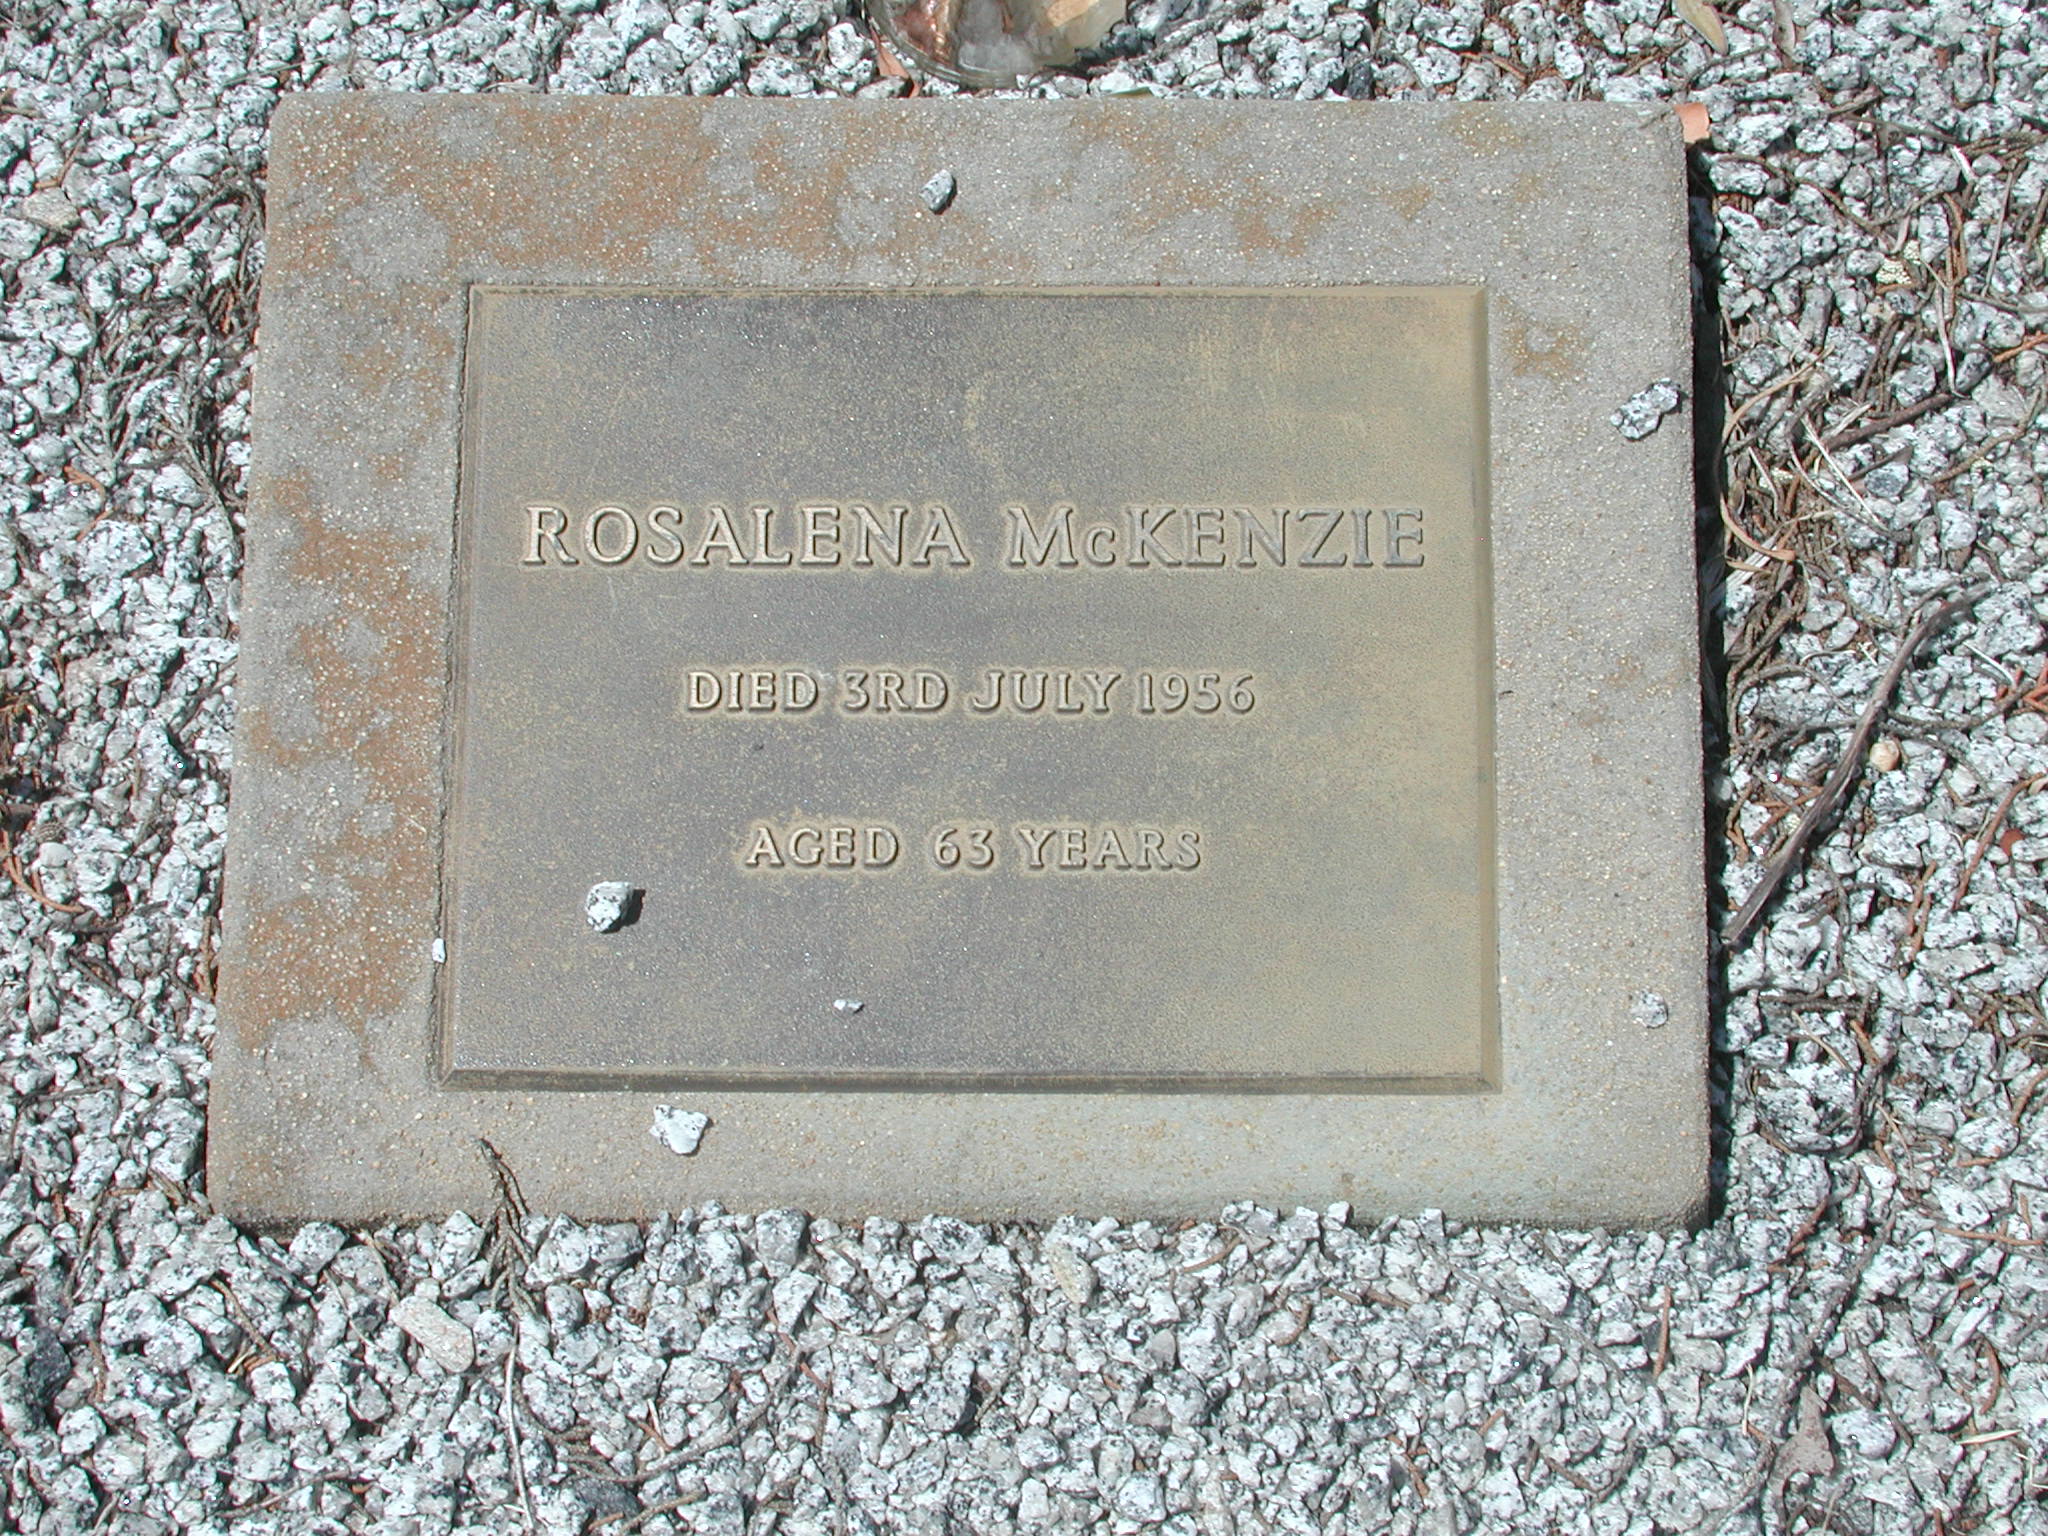 ROSALENA McKENZIE
DIED 3RD JULY 1956
AGED 63 YEARS